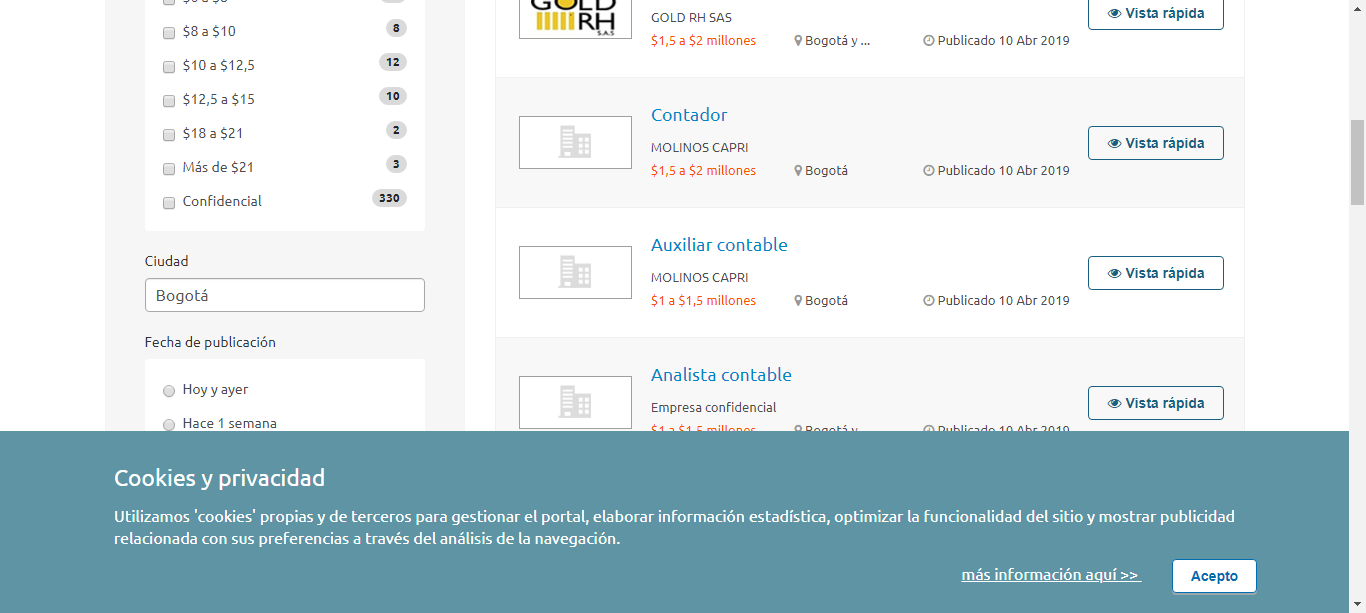 $8 a $10
8
$10 a $12,5
12
$12,5 a $15
10
$18 a $21
2
Más de $21
3
Confidencial
330
Ciudad
Bogotá
Fecha de publicación
Hoy y ayer
Hace 1 semana
GOLD
RH
S.A.S
GOLD RH SAS
$1,5 a $2 millones
Bogotá y ...
Publicado 10 Abr 2019
Vista rápida
Contador
MOLINOS CAPRI
$1,5 a $2 millones
Bogotá
Publicado 10 Abr 2019
Vista rápida
Auxiliar contable
MOLINOS CAPRI
$1 a $1,5 millones
Bogotá
Publicado 10 Abr 2019
Vista rápida
Analista contable
Empresa confidencial
$1 a $1,5 millones
Bogotá y
Publicado 10 Abr 2019
Vista rápida
Cookies y privacidad
Utilizamos 'cookies' propias y de terceros para gestionar el portal, elaborar información estadística, optimizar la funcionalidad del sitio y mostrar publicidad
relacionada con sus preferencias a través del análisis de la navegación.
más información aquí >>
Acepto